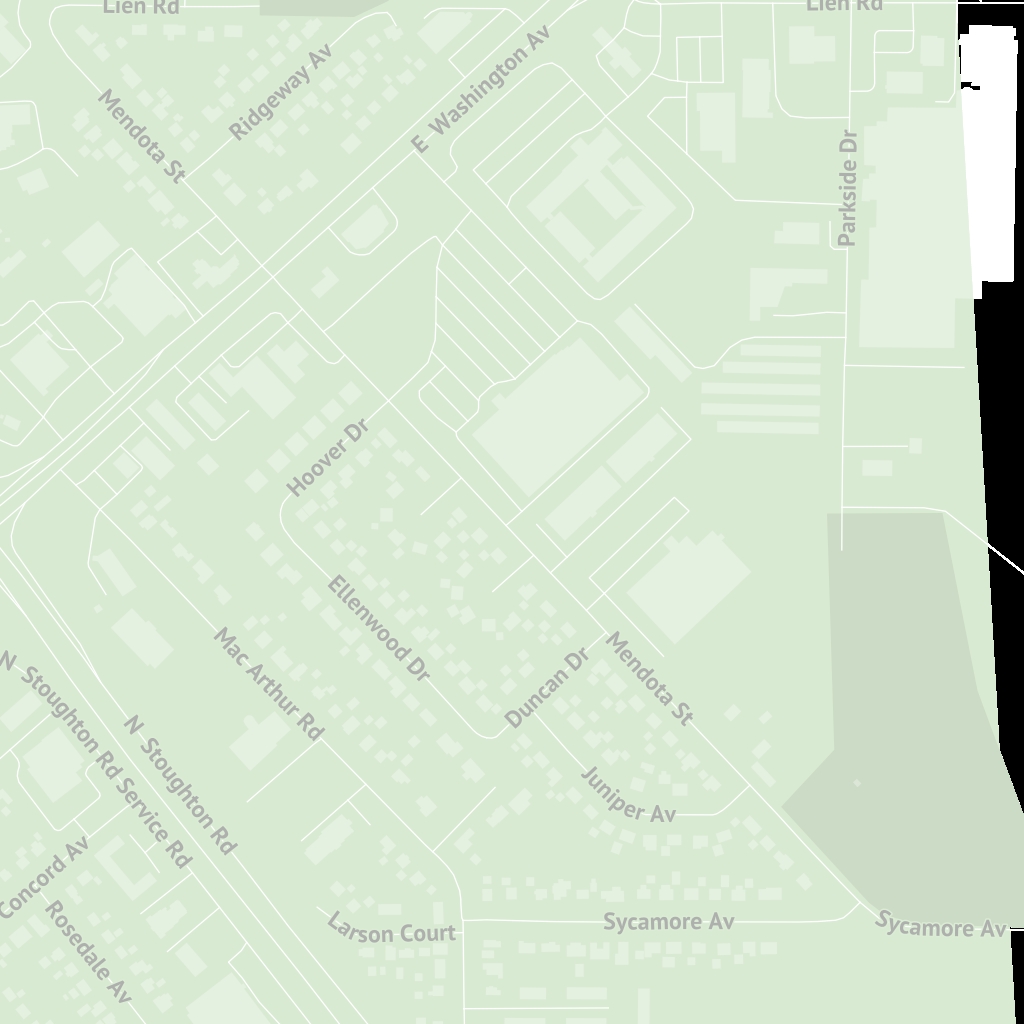 Lien Rd
Lien Rd
Ridgeway Av
E Washington Av
Mendota St
Parkside Dr
Hoover Dr
Ellenwood Dr
Mac Arthur Rd
Duncan Dr
Mendota St
N Stoughton Rd Service Rd
N Stoughton Rd
Juniper Av
Concord Av
Rosedale Av
Larson Court
Sycamore Av
Sycamore Av